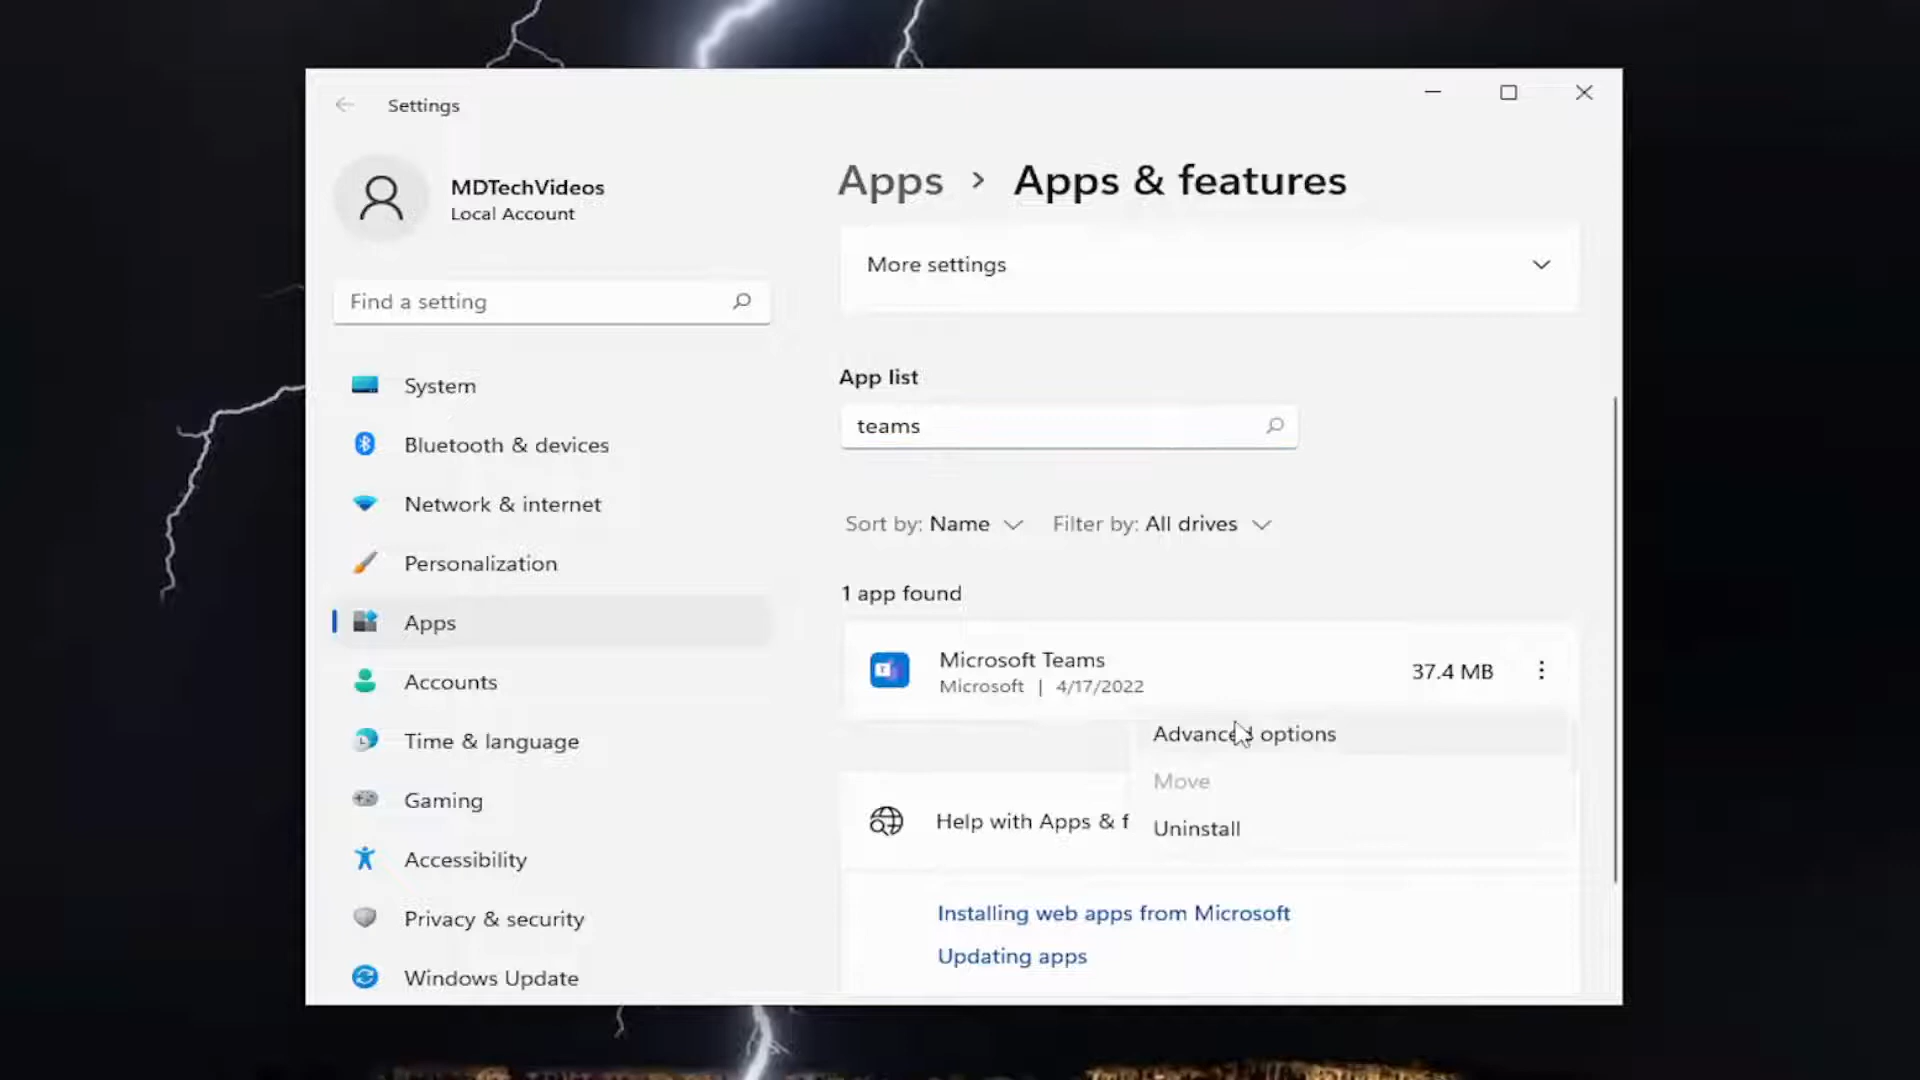 Settings
MDTechVideos
Local Account
Find a setting
System
Bluetooth & devices
Network & internet
Personalization
Apps
Accounts
Time & language
Gaming
Accessibility
Privacy & security
Windows Update
Apps > Apps & features
More settings
App list
teams
Sort by: Name Filter by: All drives
1 app found
Microsoft Teams
Microsoft | 4/17/2022
37.4 MB
Advanced options
Move
Uninstall
Help with Apps & f
Installing web apps from Microsoft
Updating apps